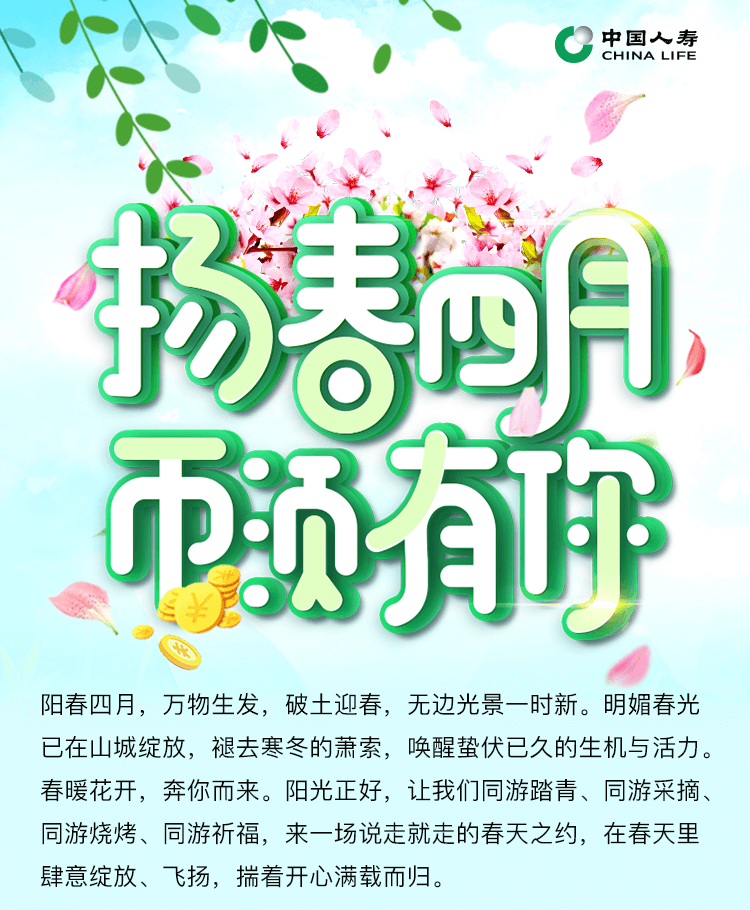 中国人寿
CHINA LIFE
扬春四月
币须有你
阳春四月，万物生发，破土迎春，无边光景一时新。明媚春光
已在山城绽放，褪去寒冬的萧索，唤醒蛰伏已久的生机与活力。
春暖花开，奔你而来。阳光正好，让我们同游踏青、同游采摘、
同游烧烤、同游祈福，来一场说走就走的春天之约，在春天里
肆意绽放、飞扬，揣着开心满载而归。